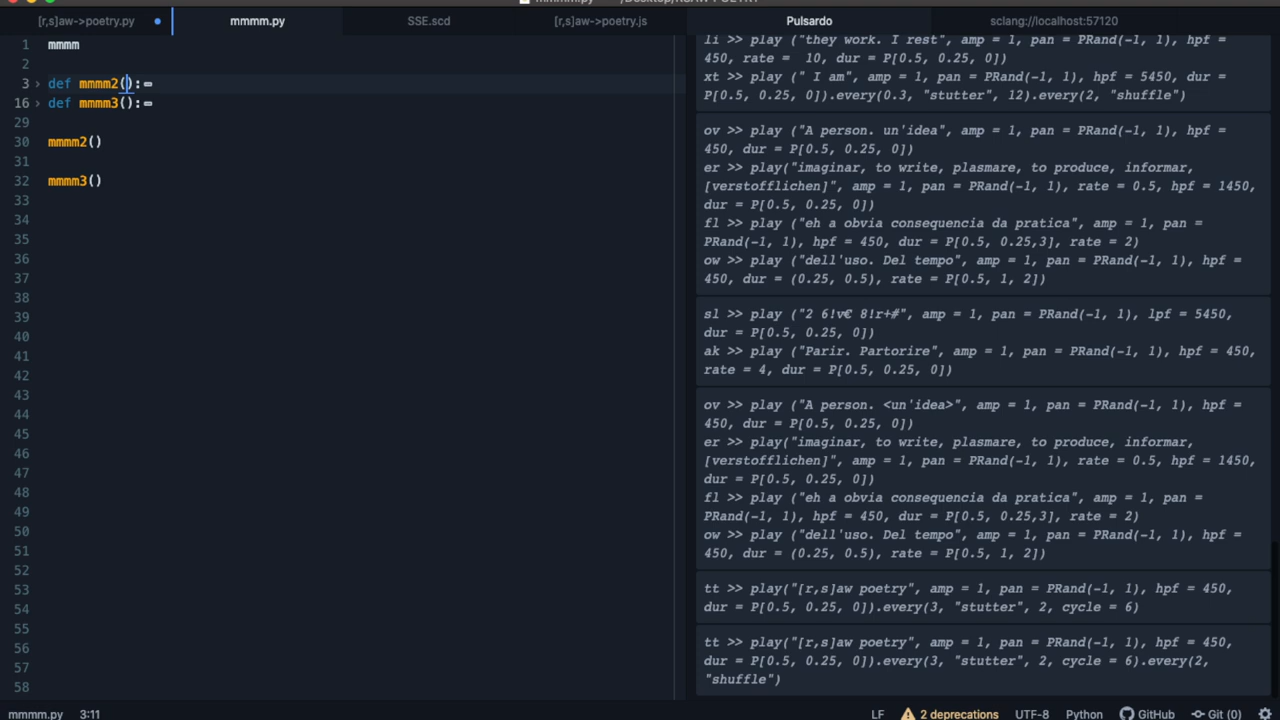 [r,s]aw->poetry.py
mmmm.py
SSE.scd
[r,s]aw->poetry.js
Pulsardo
sclang://localhost:57120
1 mmmm
2
3 def mmmm2():
16 def mmmm3():
29
30 mmmm2()
31
32 mmmm3()
33
34
35
36
37
38
39
40
41
42
43
44
45
46
47
48
49
50
51
52
53
54
55
56
57
58
li >> play ("they work. I rest", amp = 1, pan = PRand(-1, 1), hpf =
450, rate =  10, dur = P[0.5, 0.25, 0])
xt >> play (" I am", amp = 1, pan = PRand(-1, 1), hpf = 5450, dur =
P[0.5, 0.25, 0]).every(0.3, "stutter", 12).every(2, "shuffle")
ov >> play ("A person. un'idea", amp = 1, pan = PRand(-1, 1), hpf =
450, dur = P[0.5, 0.25, 0])
er >> play("imaginar, to write, plasmare, to produce, informar,
[verstofflichen]", amp = 1, pan = PRand(-1, 1), rate = 0.5, hpf = 1450,
dur = P[0.5, 0.25, 0])
fl >> play ("eh a obvia consequencia da pratica", amp = 1, pan =
PRand(-1, 1), hpf = 450, dur = P[0.5, 0.25,3], rate = 2)
ow >> play ("dell'uso. Del tempo", amp = 1, pan = PRand(-1, 1), hpf =
450, dur = (0.25, 0.5), rate = P[0.5, 1, 2])
sl >> play ("2 6!v€ 8!r+#", amp = 1, pan = PRand(-1, 1), lpf = 5450,
dur = P[0.5, 0.25, 0])
ak >> play ("Parir. Partorire", amp = 1, pan = PRand(-1, 1), hpf = 450,
rate = 4, dur = P[0.5, 0.25, 0])
ov >> play ("A person. <un'idea>", amp = 1, pan = PRand(-1, 1), hpf =
450, dur = P[0.5, 0.25, 0])
er >> play("imaginar, to write, plasmare, to produce, informar,
[verstofflichen]", amp = 1, pan = PRand(-1, 1), rate = 0.5, hpf = 1450,
dur = P[0.5, 0.25, 0])
fl >> play ("eh a obvia consequencia da pratica", amp = 1, pan =
PRand(-1, 1), hpf = 450, dur = P[0.5, 0.25,3], rate = 2)
ow >> play ("dell'uso. Del tempo", amp = 1, pan = PRand(-1, 1), hpf =
450, dur = (0.25, 0.5), rate = P[0.5, 1, 2])
tt >> play("[r,s]aw poetry", amp = 1, pan = PRand(-1, 1), hpf = 450,
dur = P[0.5, 0.25, 0]).every(3, "stutter", 2, cycle = 6)
tt >> play("[r,s]aw poetry", amp = 1, pan = PRand(-1, 1), hpf = 450,
dur = P[0.5, 0.25, 0]).every(3, "stutter", 2, cycle = 6).every(2,
"shuffle")
mmmm.py 3:11
LF 2 deprecations UTF-8 Python GitHub Git (0)